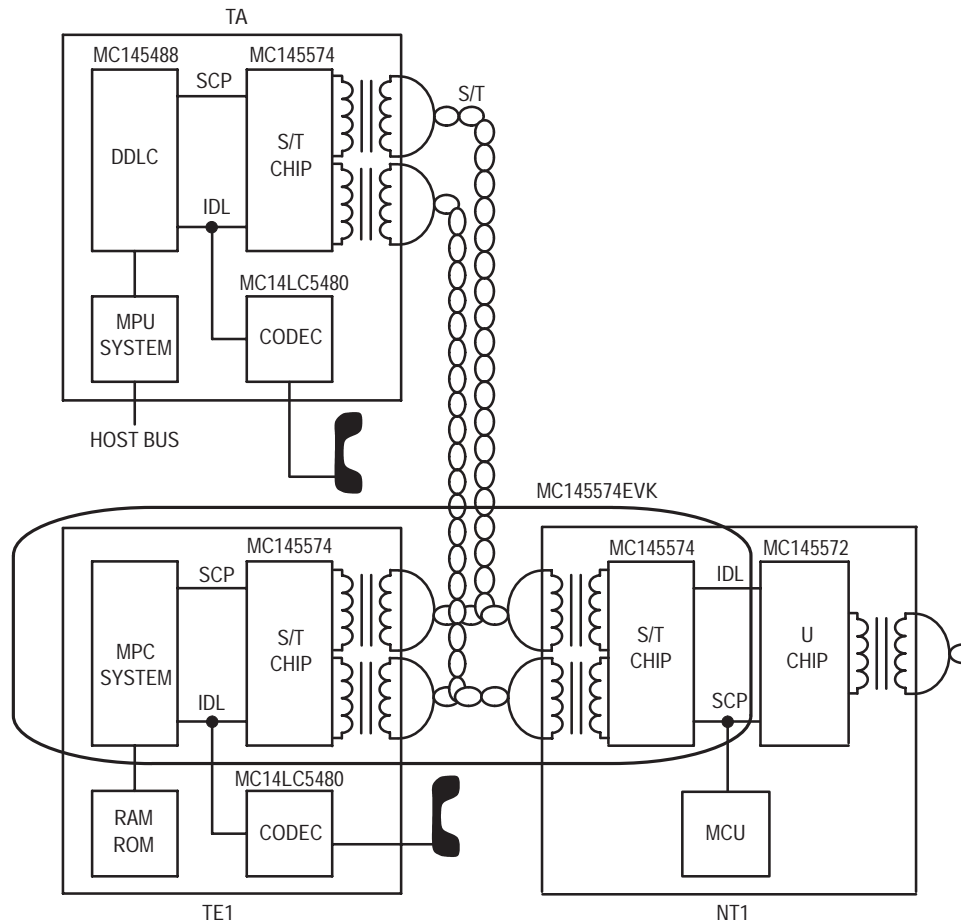 TA
MC145488
MC145574
SCP
S/T
DDLC
S/T
CHIP
IDL
MC14LC5480
MPU
SYSTEM
CODEC
HOST BUS
MC145574EVK
MC145574
MC145574
MC145572
SCP
IDL
MPC
SYSTEM
S/T
CHIP
S/T
CHIP
U
CHIP
IDL
SCP
MC14LC5480
RAM
ROM
CODEC
MCU
TE1
NT1